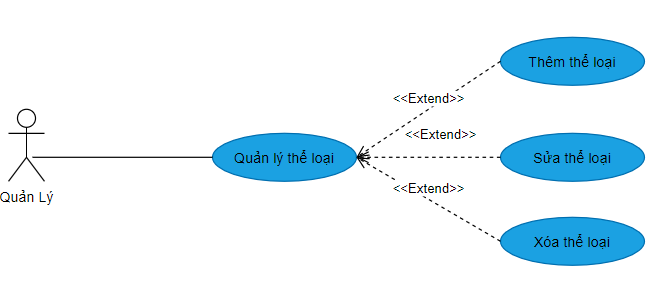 Thêm thể loại
<<Extend>>
<<Extend>>
Quản lý thể loại
Sửa thể loại
<<Extend>>
Quản Lý
Xóa thể loại